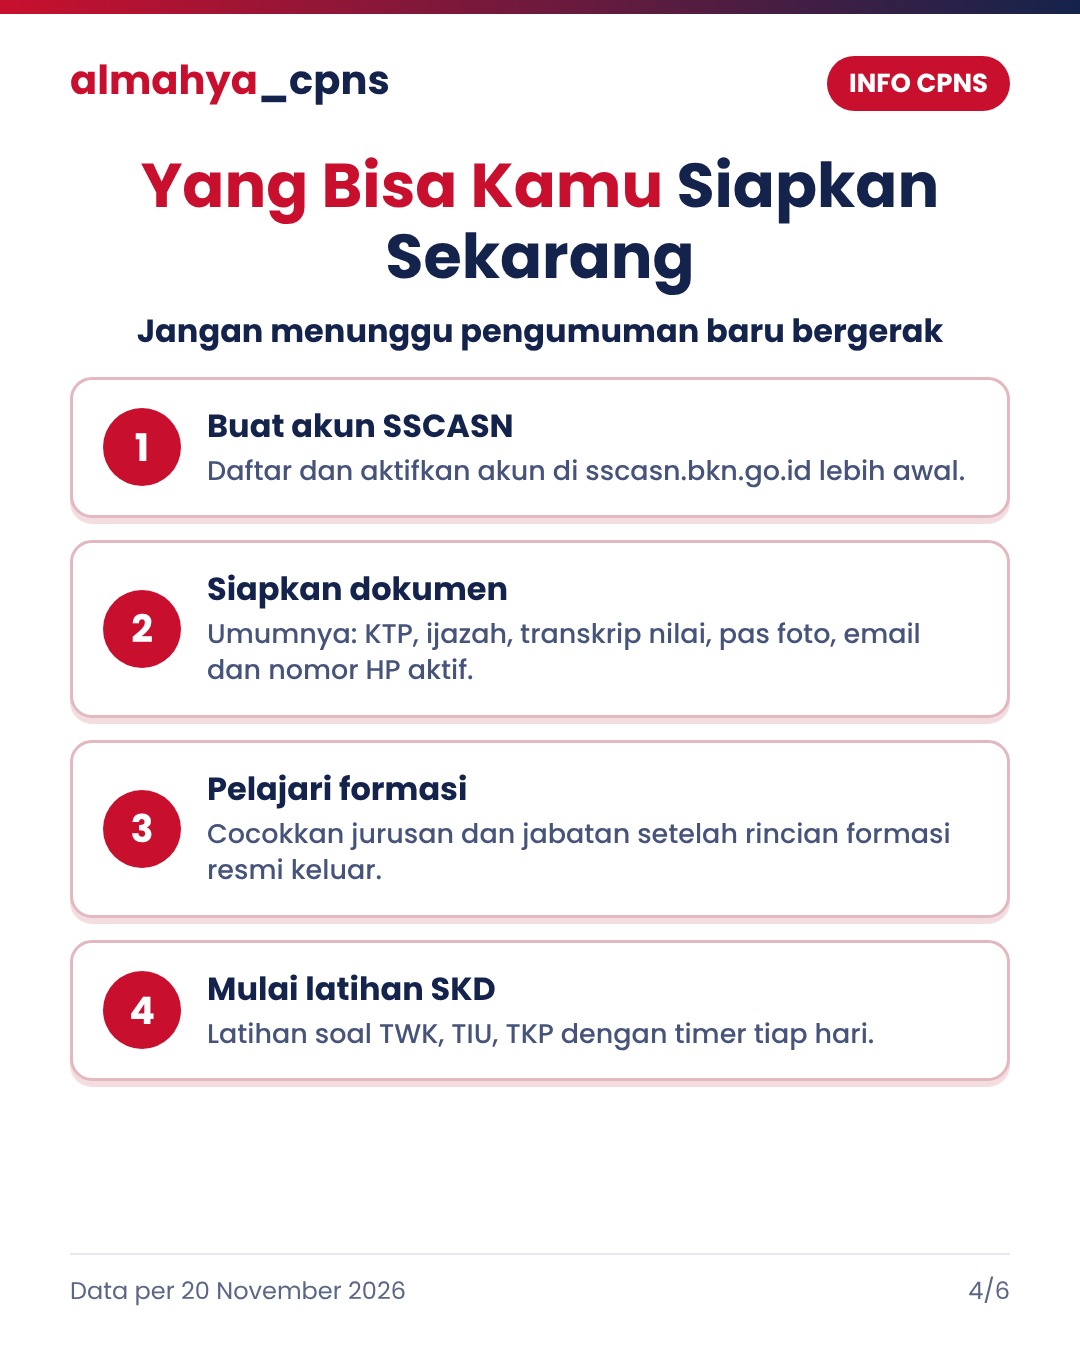 almahya_cpns
INFO CPNS
Yang Bisa Kamu Siapkan
Sekarang
Jangan menunggu pengumuman baru bergerak
1
Buat akun SSCASN
Daftar dan aktifkan akun di sscasn.bkn.go.id lebih awal.
2
Siapkan dokumen
Umumnya: KTP, ijazah, transkrip nilai, pas foto, email
dan nomor HP aktif.
3
Pelajari formasi
Cocokkan jurusan dan jabatan setelah rincian formasi
resmi keluar.
4
Mulai latihan SKD
Latihan soal TWK, TIU, TKP dengan timer tiap hari.
Data per 20 November 2026
4/6